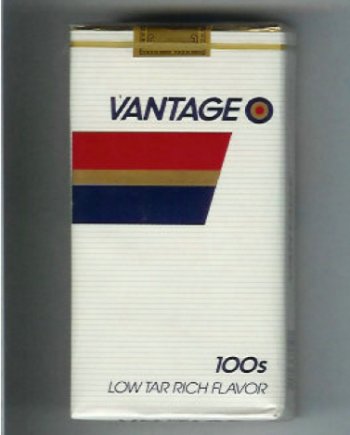 VANTAGE
100s
LOW TAR RICH FLAVOR